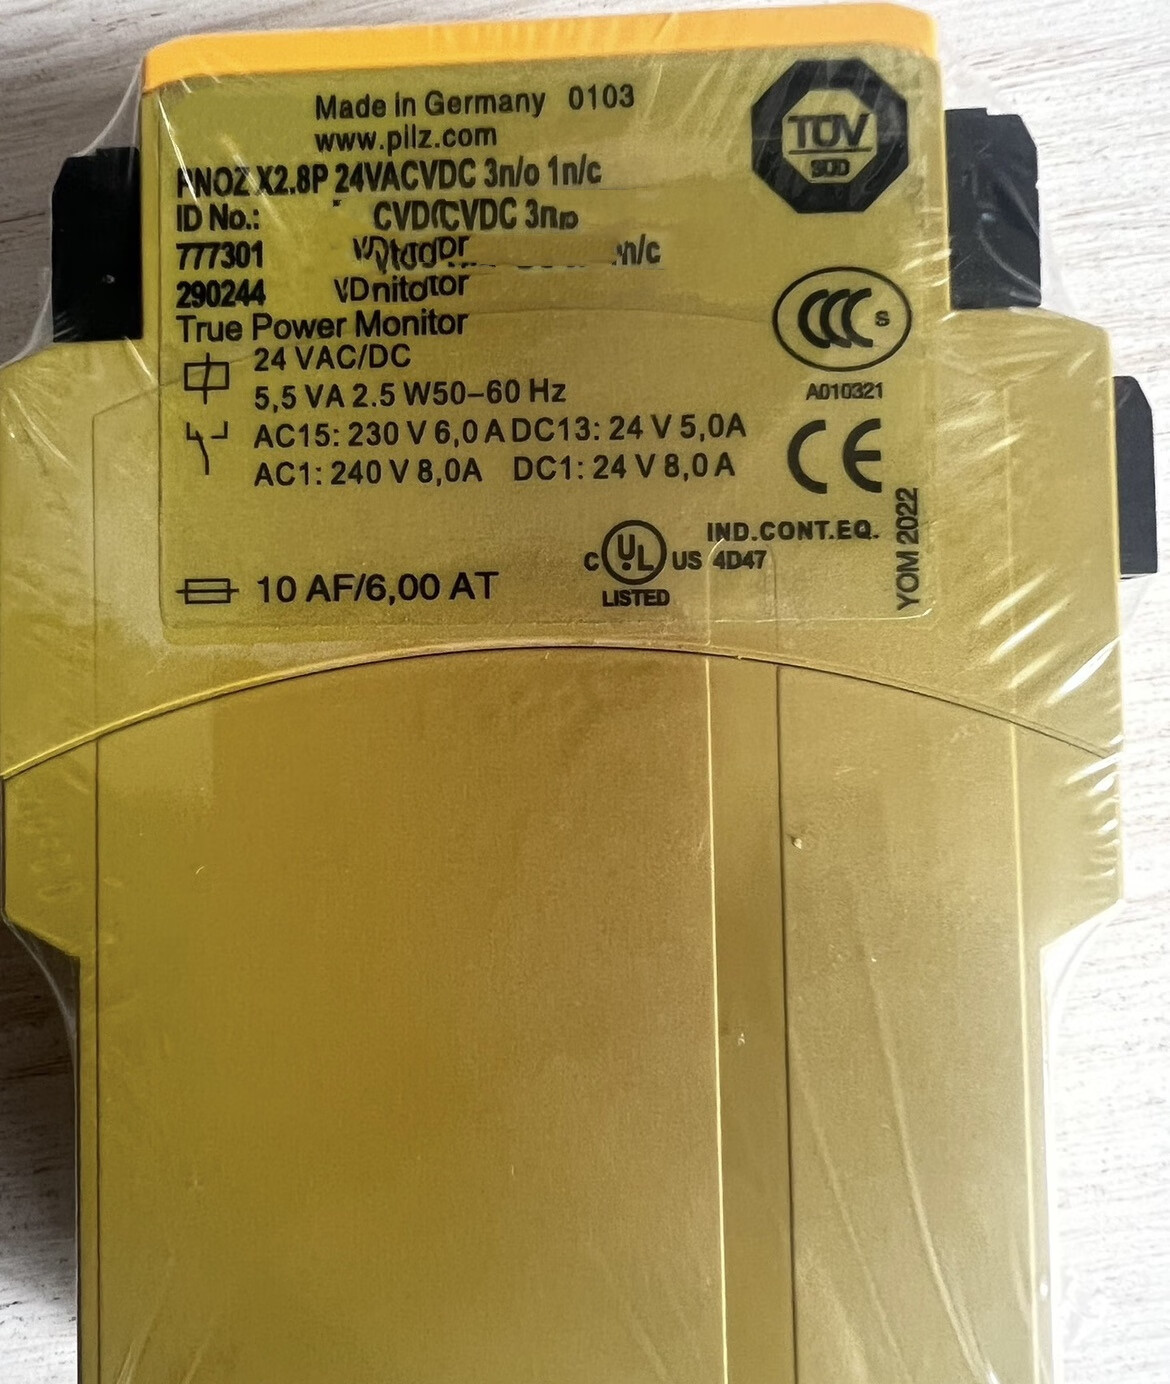 Made in Germany 0103
www.pilz.com
PNOZ X2.8P 24VACVDC 3n/o 1n/c
ID No.: CVDC 3n
777301 n/c
290244
True Power Monitor
24 VAC/DC
5,5 VA 2.5 W50-60 Hz
AC15: 230 V 6,0 A DC13: 24 V 5,0A
AC1: 240 V 8,0A DC1: 24 V 8,0 A
10 AF/6,00 AT
TÜV
SÜD
CCC S
A010321
CE
IND.CONT.EQ.
C UL US 4D47
LISTED
YOM 2022